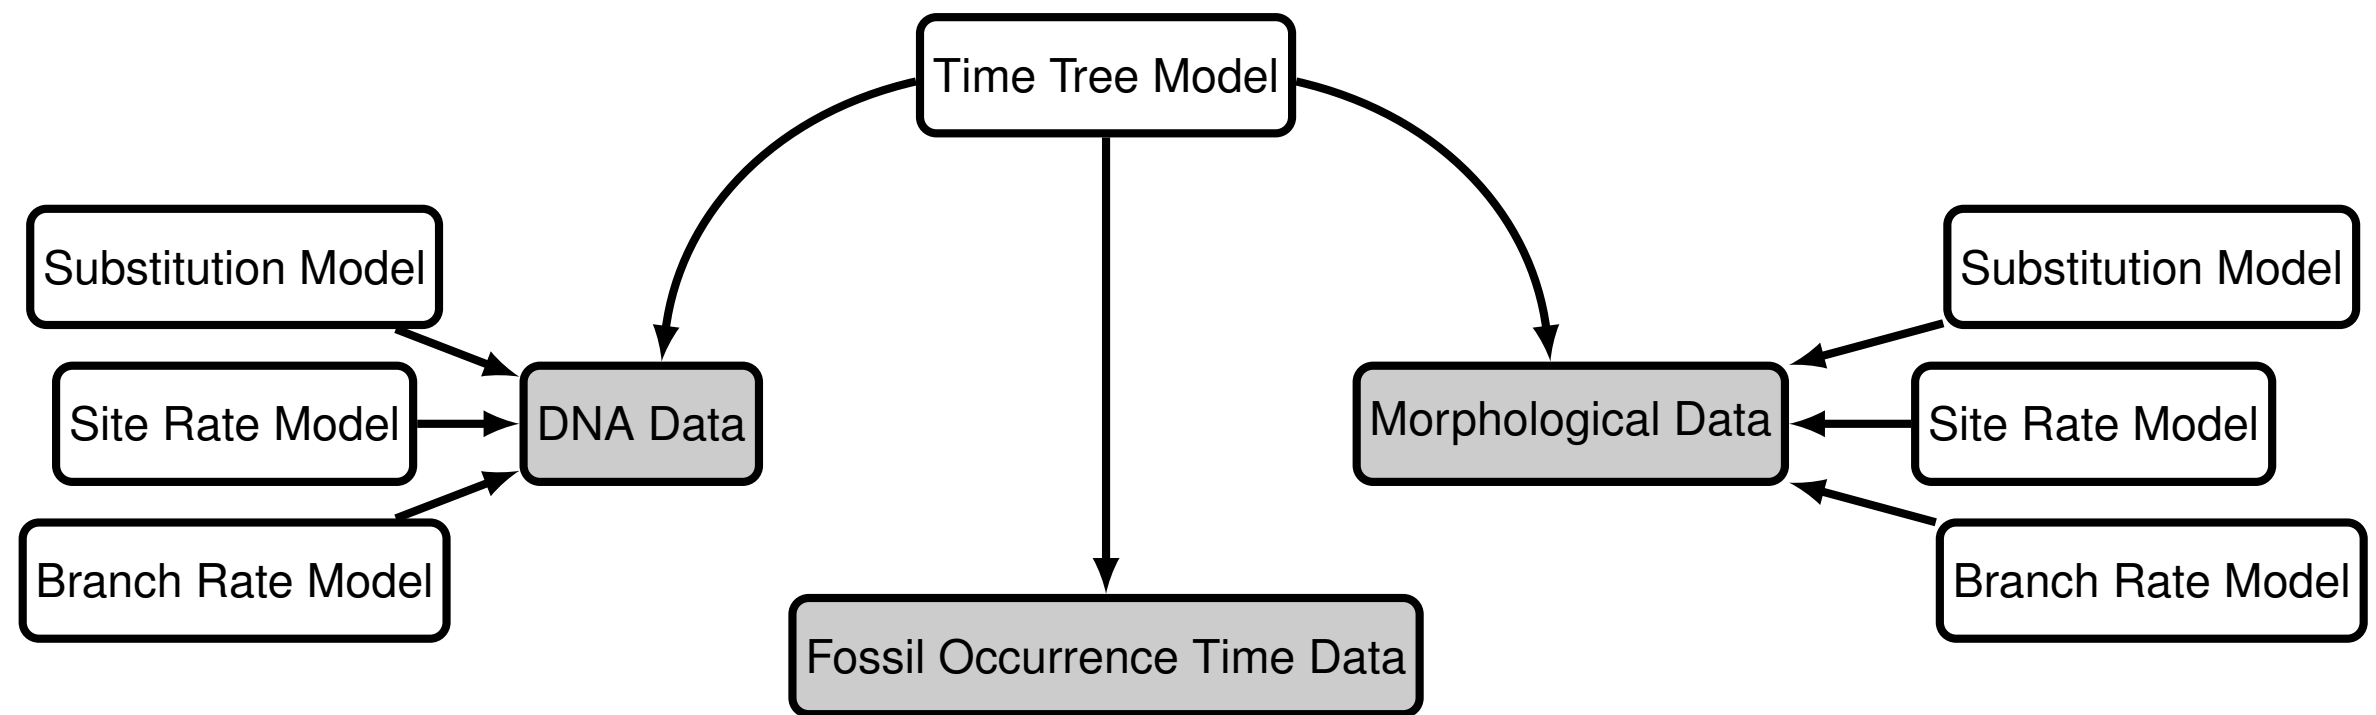 Time Tree Model
Substitution Model
Site Rate Model
Branch Rate Model
DNA Data
Morphological Data
Substitution Model
Site Rate Model
Branch Rate Model
Fossil Occurrence Time Data